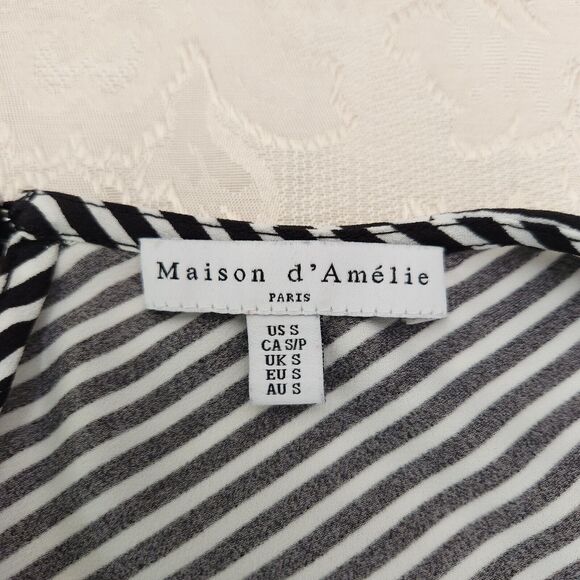 Maison d'Amélie
PARIS
US S
CA S/P
UK S
EU S
AU S